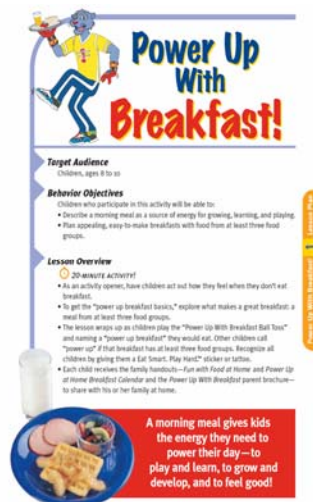 Power Up
With
Breakfast!
Target Audience
Children, ages 8 to 10
Behavior Objectives
Children who participate in this activity will be able to:
• Describe a morning meal as a source of energy for growing, learning, and playing.
• Plan appealing, easy-to-make breakfasts with food from at least three food
groups.
Lesson Overview
20-MINUTE ACTIVITY!
• As an activity opener, have children act out how they feel when they don't eat
breakfast.
• To get the "power up breakfast basics," explore what makes a great breakfast: a
meal from at least three food groups.
• The lesson wraps up as children play the "Power Up With Breakfast Ball Toss"
and naming a "power up breakfast" they would eat. Other children call
"power up" if that breakfast has at least three food groups. Recognize all
children by giving them a Eat Smart. Play Hard.™ sticker or tattoo.
• Each child receives the family handouts—Fun with Food at Home and Power Up
at Home Breakfast Calendar and the Power Up With Breakfast parent brochure—
to share with his or her family at home.
Power Up With Breakfast!
Lesson Plan
A morning meal gives kids
the energy they need to
power their day—to
play and learn, to grow and
develop, and to feel good!